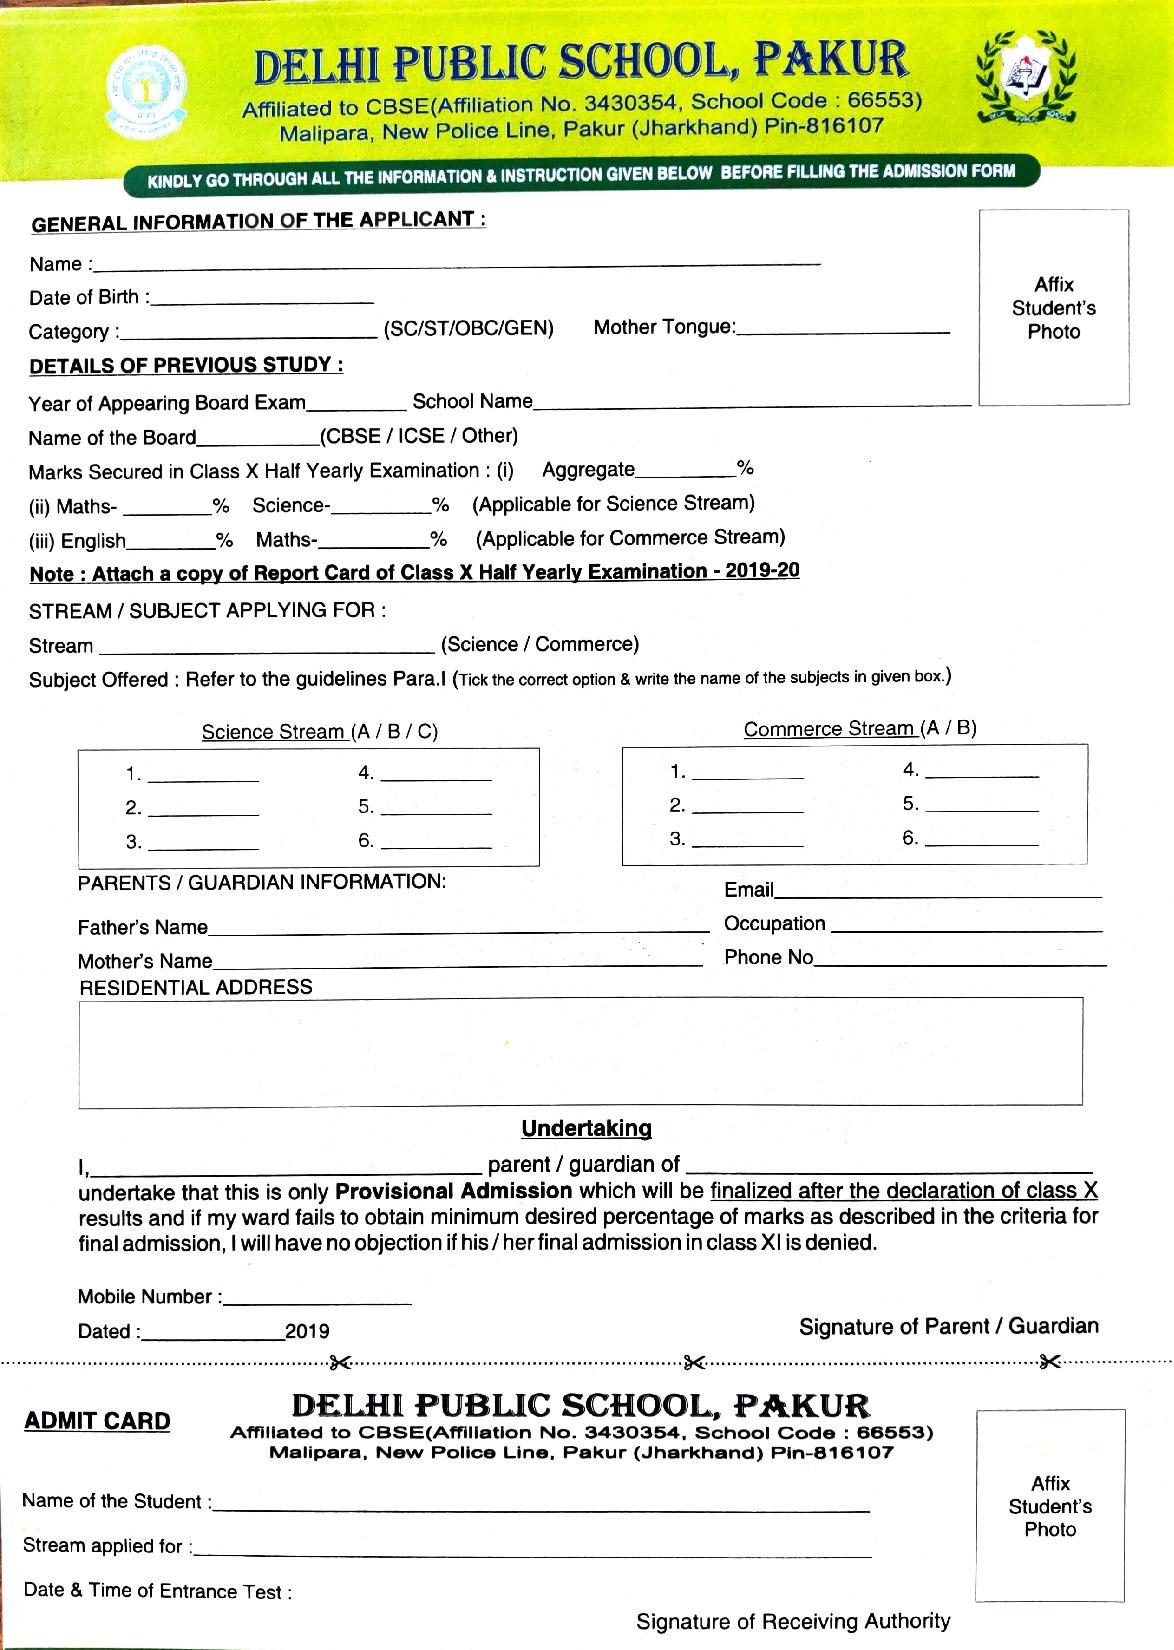 DELHI PUBLIC SCHOOL, PAKUR
Affiliated to CBSE(Affiliation No. 3430354, School Code : 66553)
Malipara, New Police Line, Pakur (Jharkhand) Pin-816107
KINDLY GO THROUGH ALL THE INFORMATION & INSTRUCTION GIVEN BELOW BEFORE FILLING THE ADMISSION FORM
GENERAL INFORMATION OF THE APPLICANT :
Name :
Date of Birth :
Category : (SC/ST/OBC/GEN) Mother Tongue:
Affix
Student's
Photo
DETAILS OF PREVIOUS STUDY :
Year of Appearing Board Exam School Name
Name of the Board (CBSE / ICSE / Other)
Marks Secured in Class X Half Yearly Examination : (i) Aggregate %
(ii) Maths- % Science- % (Applicable for Science Stream)
(iii) English % Maths- % (Applicable for Commerce Stream)
Note : Attach a copy of Report Card of Class X Half Yearly Examination - 2019-20
STREAM / SUBJECT APPLYING FOR :
Stream (Science / Commerce)
Subject Offered : Refer to the guidelines Para.I (Tick the correct option & write the name of the subjects in given box.)
Science Stream (A / B / C)
1. 4.
2. 5.
3. 6.
Commerce Stream (A / B)
1. 4.
2. 5.
3. 6.
PARENTS / GUARDIAN INFORMATION:
Email
Father's Name Occupation
Mother's Name Phone No
RESIDENTIAL ADDRESS
Undertaking
I, parent / guardian of
undertake that this is only Provisional Admission which will be finalized after the declaration of class X
results and if my ward fails to obtain minimum desired percentage of marks as described in the criteria for
final admission, I will have no objection if his / her final admission in class XI is denied.
Mobile Number :
Dated : 2019
Signature of Parent / Guardian
ADMIT CARD
DELHI PUBLIC SCHOOL, PAKUR
Affiliated to CBSE(Affiliation No. 3430354, School Code : 66553)
Malipara, New Police Line, Pakur (Jharkhand) Pin-816107
Name of the Student :
Stream applied for :
Date & Time of Entrance Test :
Affix
Student's
Photo
Signature of Receiving Authority